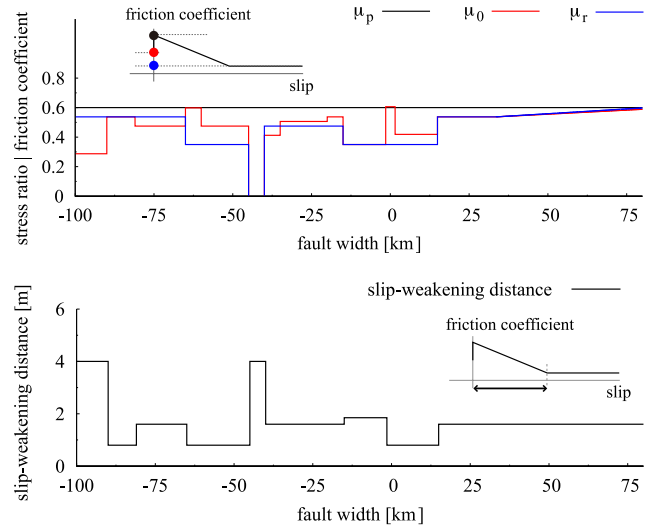 friction coefficient
μp μ0 μr
slip
stress ratio | friction coefficient
0.8
0.6
0.4
0.2
0
-100 -75 -50 -25 0 25 50 75
fault width [km]
slip-weakening distance
friction coefficient
slip
slip-weakening distance [m]
6
4
2
0
-100 -75 -50 -25 0 25 50 75
fault width [km]